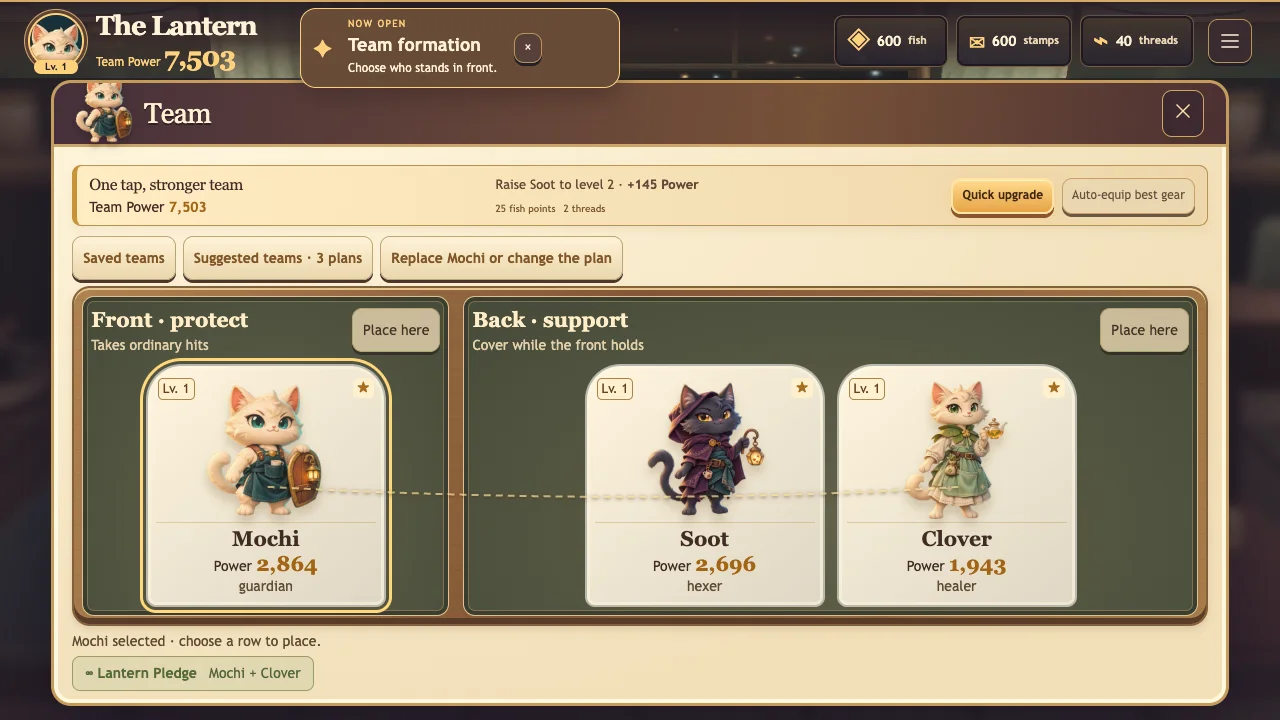 The Lantern
Team Power 7,503
Lv. 1
NOW OPEN
Team formation
Choose who stands in front.
×
600 fish
600 stamps
40 threads
Team
One tap, stronger team
Team Power 7,503
Raise Soot to level 2 · +145 Power
25 fish points 2 threads
Quick upgrade
Auto-equip best gear
Saved teams
Suggested teams · 3 plans
Replace Mochi or change the plan
Front · protect
Takes ordinary hits
Place here
Back · support
Cover while the front holds
Place here
Lv. 1
Mochi
Power 2,864
guardian
Lv. 1
Soot
Power 2,696
hexer
Lv. 1
Clover
Power 1,943
healer
Mochi selected · choose a row to place.
∞ Lantern Pledge Mochi + Clover